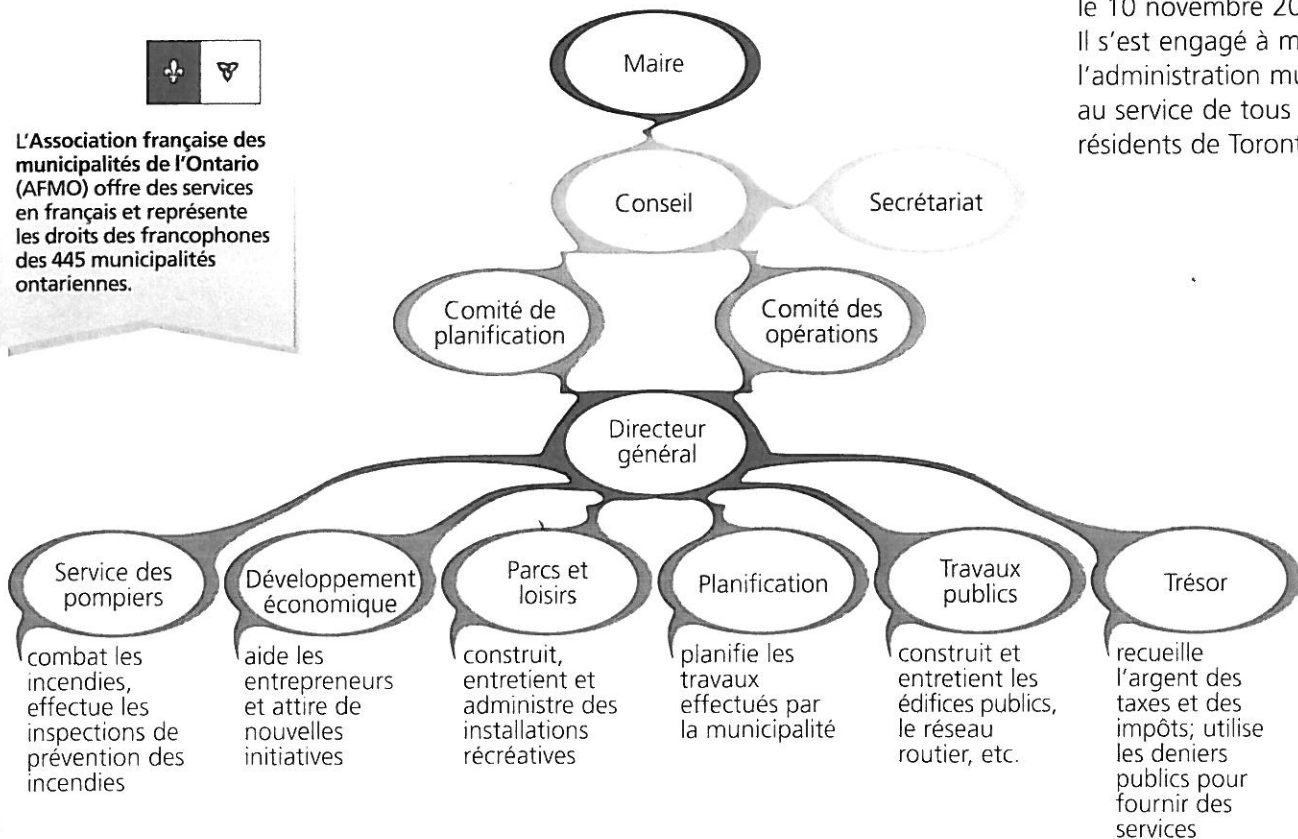 le 10 novembre 20
Il s'est engagé à m
l'administration mu
au service de tous
résidents de Toront
L'Association française des
municipalités de l'Ontario
(AFMO) offre des services
en français et représente
les droits des francophones
des 445 municipalités
ontariennes.
Maire
Conseil
Secrétariat
Comité de
planification
Comité des
opérations
Directeur
général
Service des
pompiers
combat les
incendies,
effectue les
inspections de
prévention des
incendies
Développement
économique
aide les
entrepreneurs
et attire de
nouvelles
initiatives
Parcs et
loisirs
construit,
entretient et
administre des
installations
récréatives
Planification
planifie les
travaux
effectués par
la municipalité
Travaux
publics
construit et
entretient les
édifices publics,
le réseau
routier, etc.
Trésor
recueille
l'argent des
taxes et des
impôts; utilise
les deniers
publics pour
fournir des
services